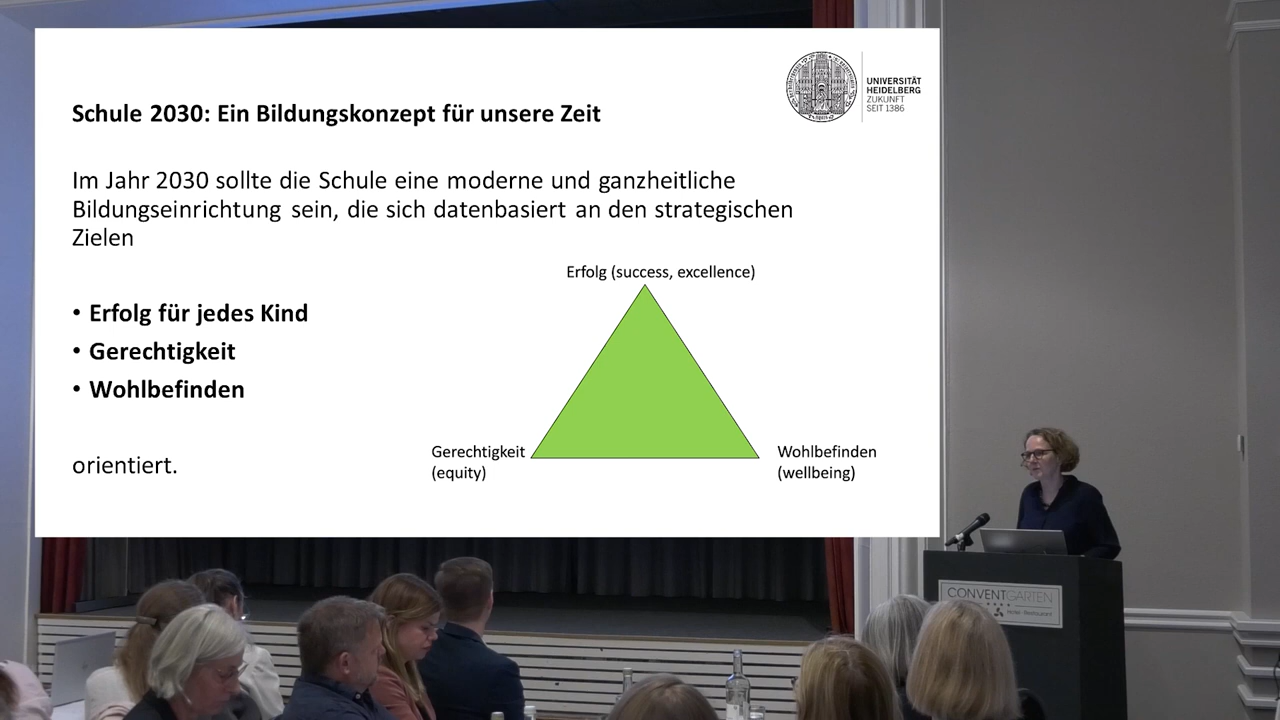 Schule 2030: Ein Bildungskonzept für unsere Zeit
UNIVERSITÄT
HEIDELBERG
ZUKUNFT
SEIT 1386
Im Jahr 2030 sollte die Schule eine moderne und ganzheitliche
Bildungseinrichtung sein, die sich datenbasiert an den strategischen
Zielen
• Erfolg für jedes Kind
• Gerechtigkeit
• Wohlbefinden
orientiert.
Erfolg (success, excellence)
Gerechtigkeit
(equity)
Wohlbefinden
(wellbeing)
CONVENTGARTEN
Hotel · Restaurant